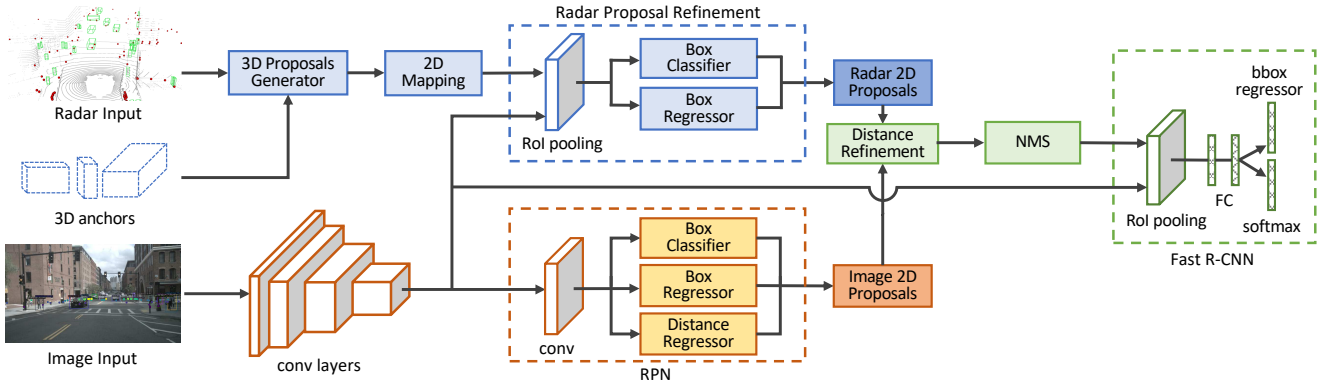 Radar Proposal Refinement
3D Proposals
Generator
2D
Mapping
RoI pooling
Box
Classifier
Box
Regressor
Radar 2D
Proposals
Radar Input
3D anchors
Distance
Refinement
NMS
bbox
regressor
RoI pooling
FC
softmax
Fast R-CNN
Image Input
conv layers
conv
Box
Classifier
Box
Regressor
Distance
Regressor
RPN
Image 2D
Proposals